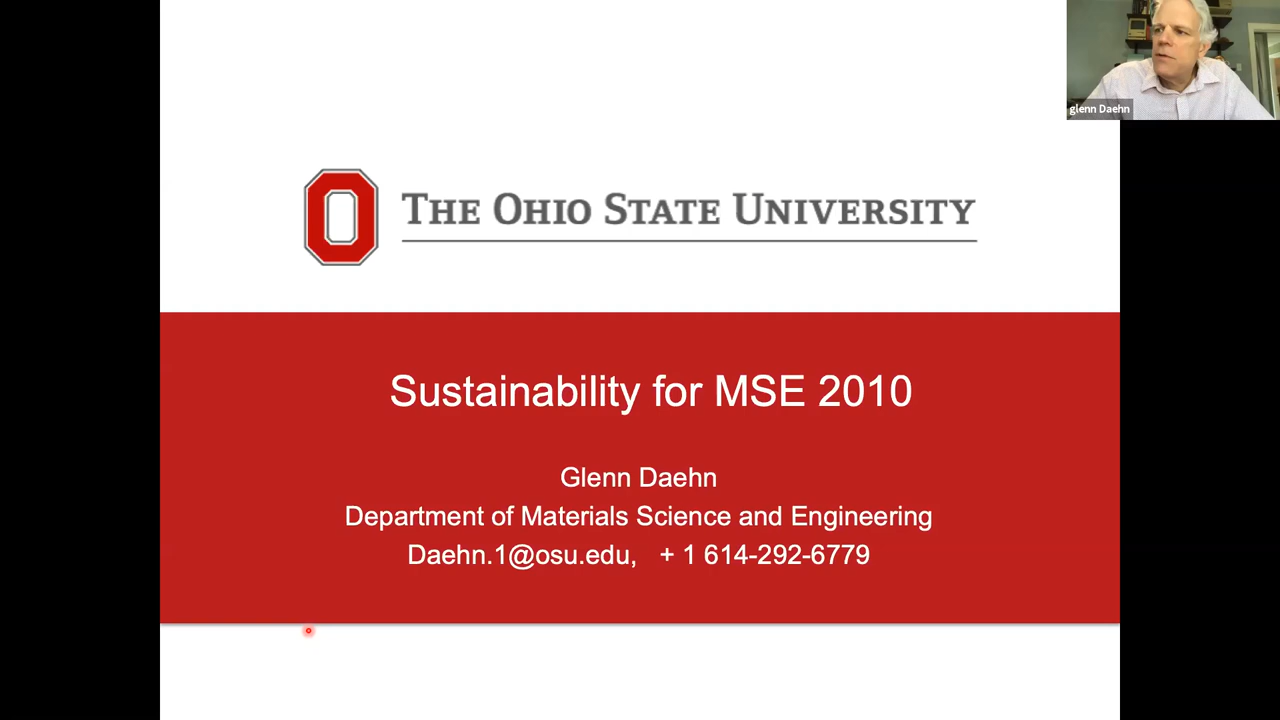 glenn Daehn
THE OHIO STATE UNIVERSITY
Sustainability for MSE 2010
Glenn Daehn
Department of Materials Science and Engineering
Daehn.1@osu.edu, + 1 614-292-6779